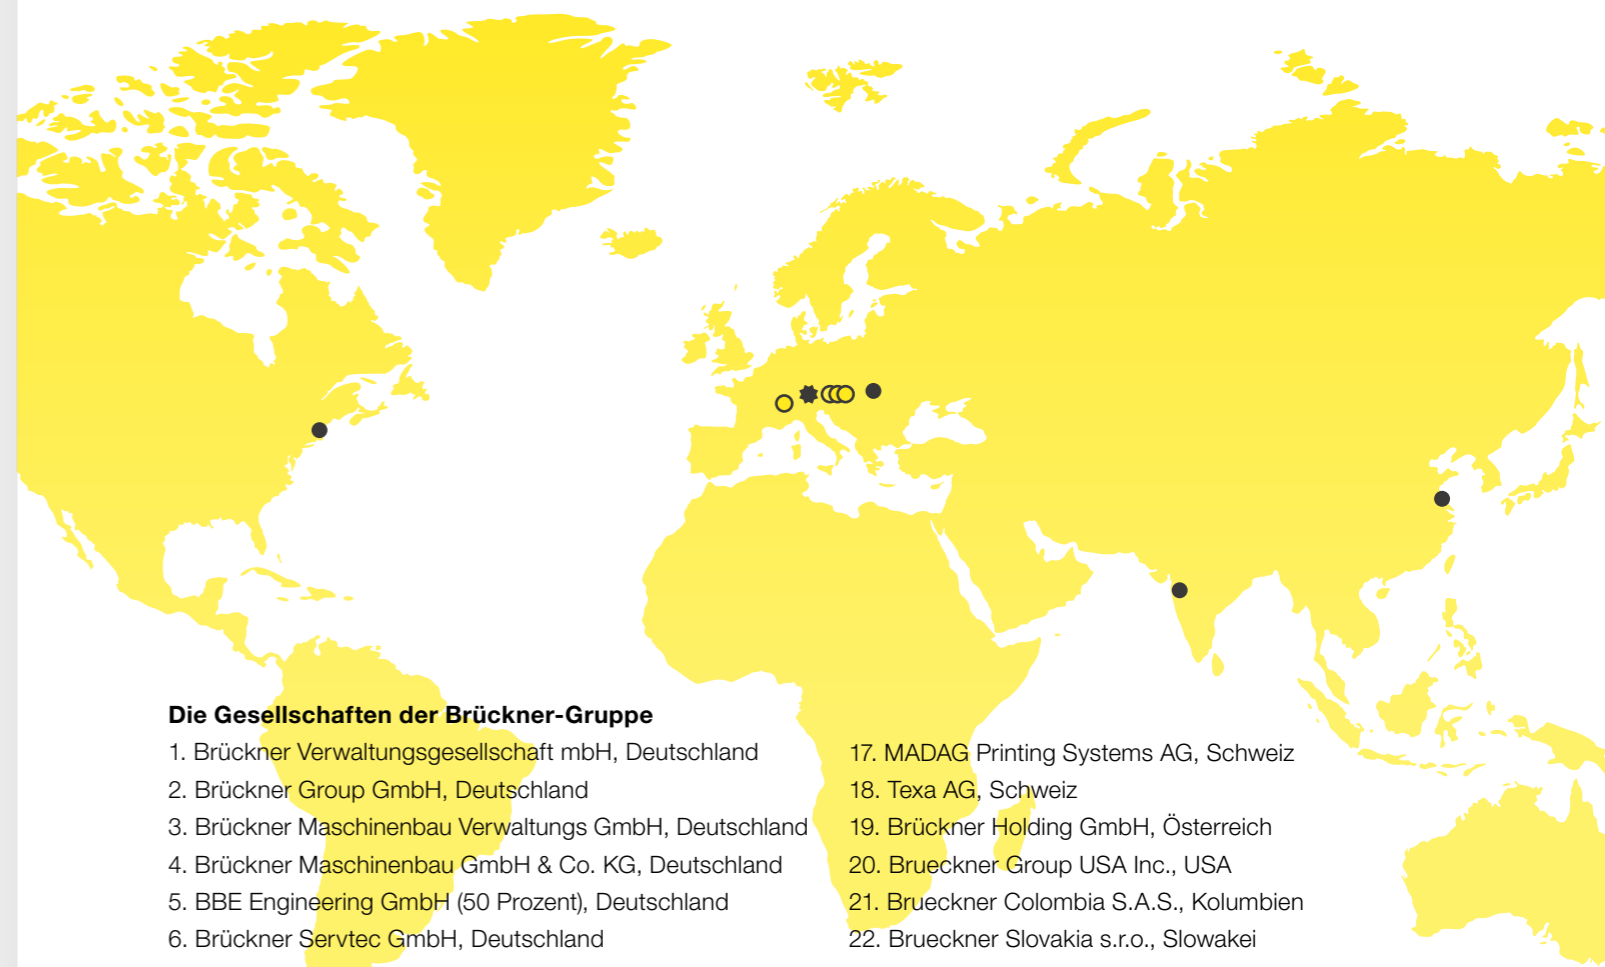 Die Gesellschaften der Brückner-Gruppe
1. Brückner Verwaltungsgesellschaft mbH, Deutschland
2. Brückner Group GmbH, Deutschland
3. Brückner Maschinenbau Verwaltungs GmbH, Deutschland
4. Brückner Maschinenbau GmbH & Co. KG, Deutschland
5. BBE Engineering GmbH (50 Prozent), Deutschland
6. Brückner Servtec GmbH, Deutschland
17. MADAG Printing Systems AG, Schweiz
18. Texa AG, Schweiz
19. Brückner Holding GmbH, Österreich
20. Brueckner Group USA Inc., USA
21. Brueckner Colombia S.A.S., Kolumbien
22. Brueckner Slovakia s.r.o., Slowakei